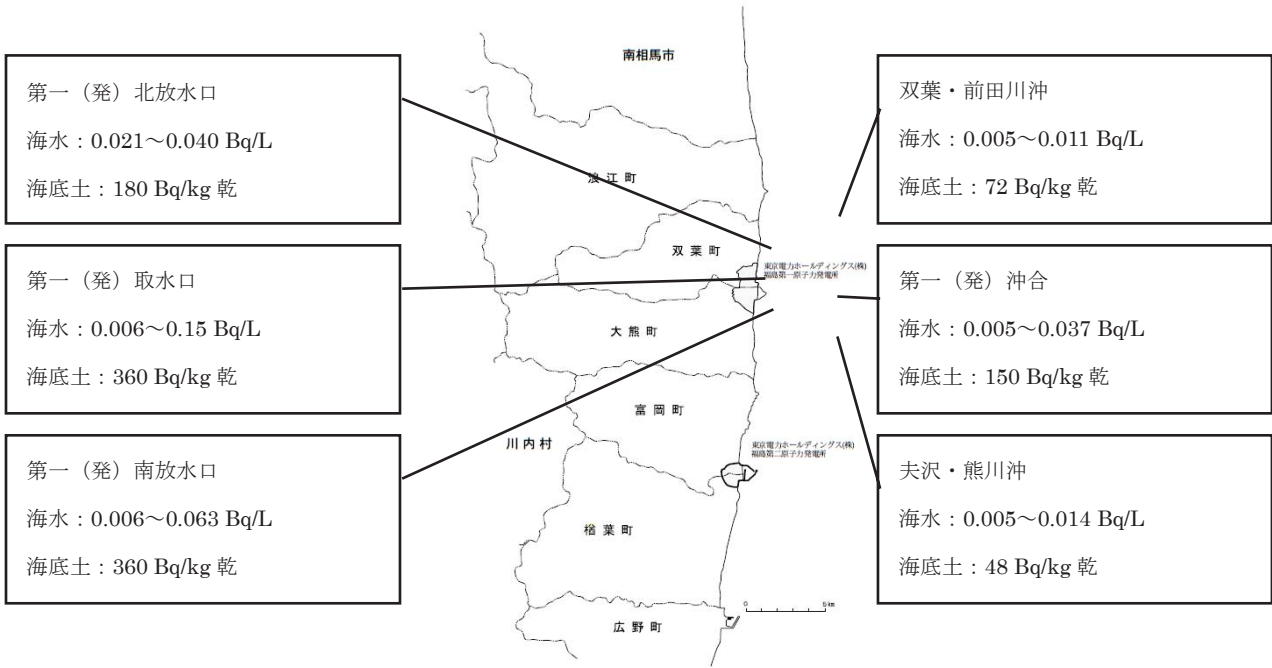 第一（発）北放水口
海水：0.021～0.040 Bq/L
海底土：180 Bq/kg 乾
第一（発）取水口
海水：0.006～0.15 Bq/L
海底土：360 Bq/kg 乾
第一（発）南放水口
海水：0.006～0.063 Bq/L
海底土：360 Bq/kg 乾
南相馬市
浪江町
双葉町
東京電力ホールディングス(株)
福島第一原子力発電所
大熊町
富岡町
川内村
東京電力ホールディングス(株)
福島第二原子力発電所
楢葉町
0 5km
広野町
双葉・前田川沖
海水：0.005～0.011 Bq/L
海底土：72 Bq/kg 乾
第一（発）沖合
海水：0.005～0.037 Bq/L
海底土：150 Bq/kg 乾
夫沢・熊川沖
海水：0.005～0.014 Bq/L
海底土：48 Bq/kg 乾